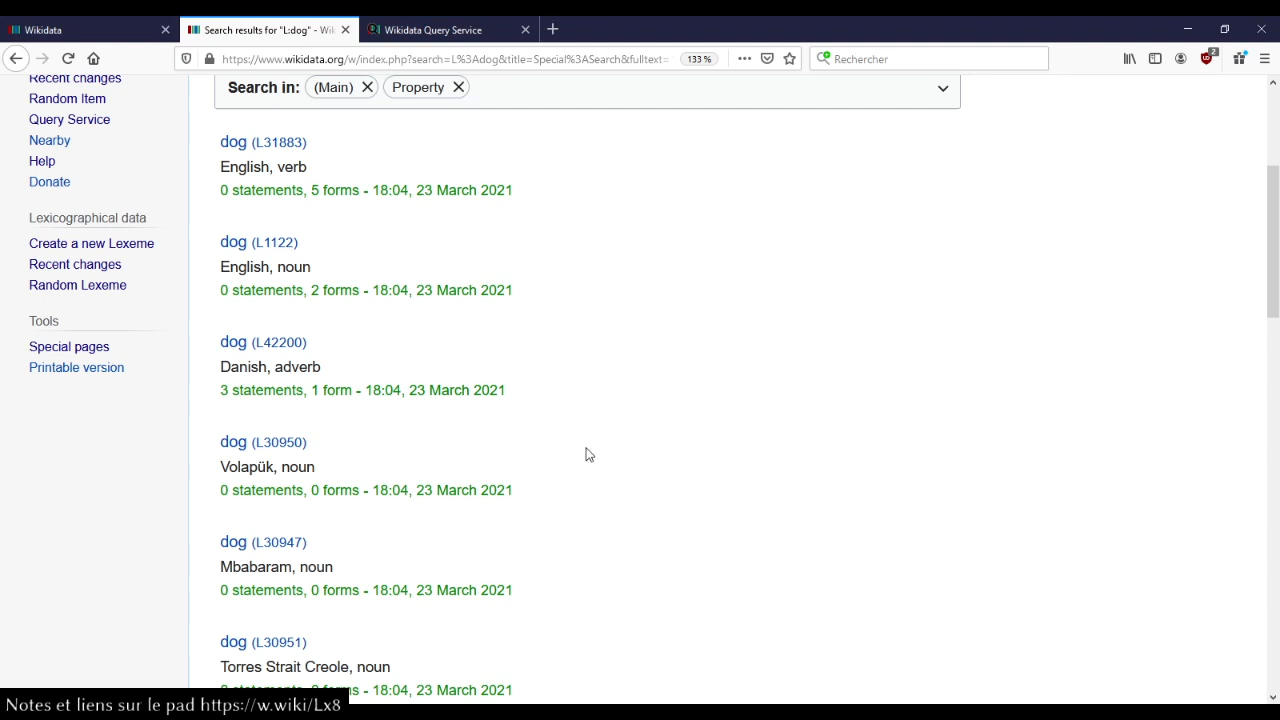 Wikidata
Search results for "L:dog" - Wik
Wikidata Query Service
https://www.wikidata.org/w/index.php?search=L%3Adog&title=Special%3ASearch&fulltext=
133 %
Rechercher
2
Recent changes
Random Item
Query Service
Nearby
Help
Donate
Lexicographical data
Create a new Lexeme
Recent changes
Random Lexeme
Tools
Special pages
Printable version
Search in: (Main) Property
dog (L31883)
English, verb
0 statements, 5 forms - 18:04, 23 March 2021
dog (L1122)
English, noun
0 statements, 2 forms - 18:04, 23 March 2021
dog (L42200)
Danish, adverb
3 statements, 1 form - 18:04, 23 March 2021
dog (L30950)
Volapük, noun
0 statements, 0 forms - 18:04, 23 March 2021
dog (L30947)
Mbabaram, noun
0 statements, 0 forms - 18:04, 23 March 2021
dog (L30951)
Torres Strait Creole, noun
s - 18:04, 23 March 2021
Notes et liens sur le pad https://w.wiki/Lx8